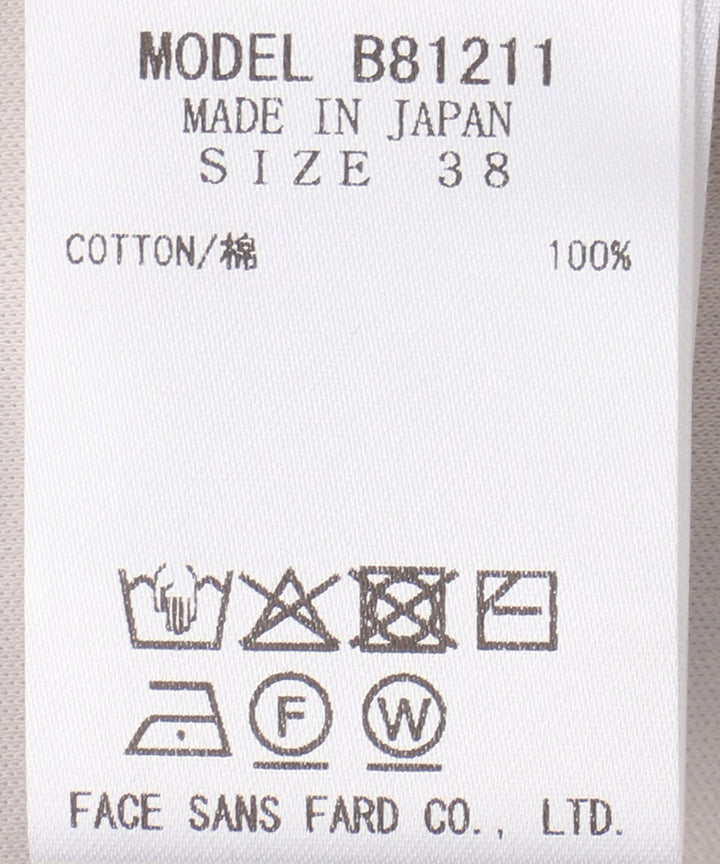 MODEL B81211
MADE IN JAPAN
SIZE 38
COTTON/棉 100%
F W
FACE SANS FARD CO., LTD.